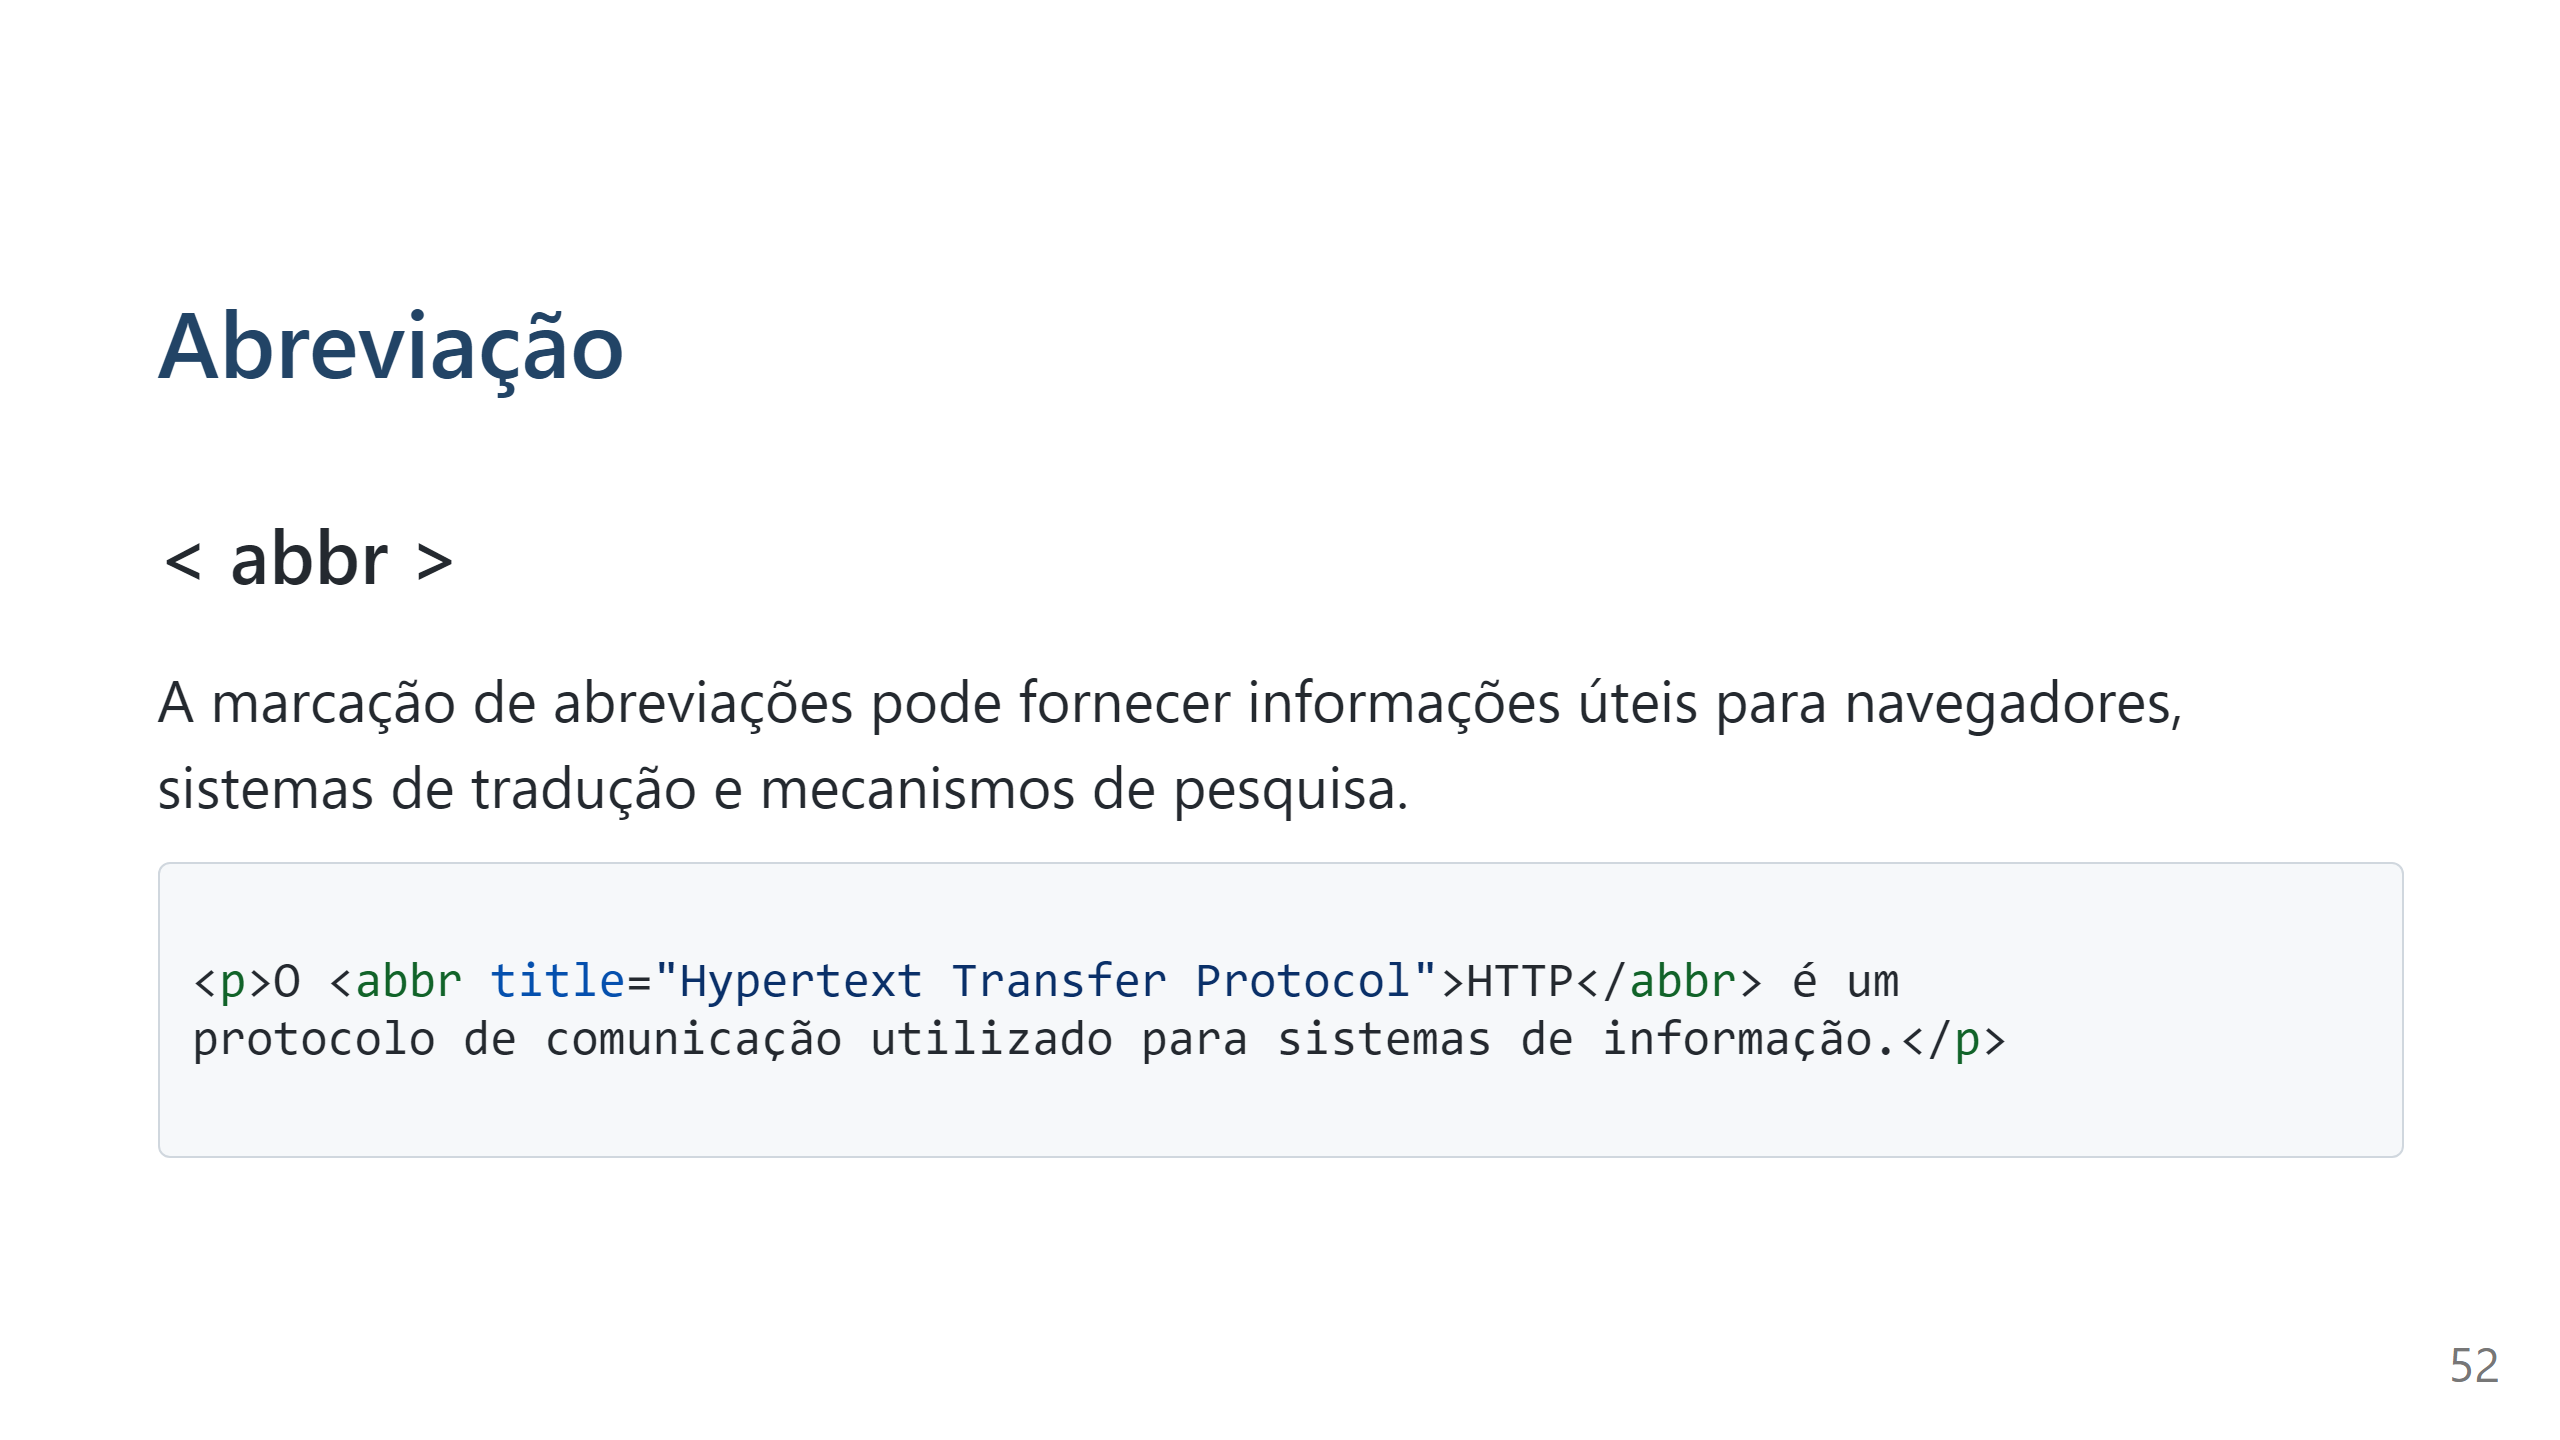 Abreviação
< abbr >
A marcação de abreviações pode fornecer informações úteis para navegadores,
sistemas de tradução e mecanismos de pesquisa.
<p>O <abbr title="Hypertext Transfer Protocol">HTTP</abbr> é um
protocolo de comunicação utilizado para sistemas de informação.</p>
52